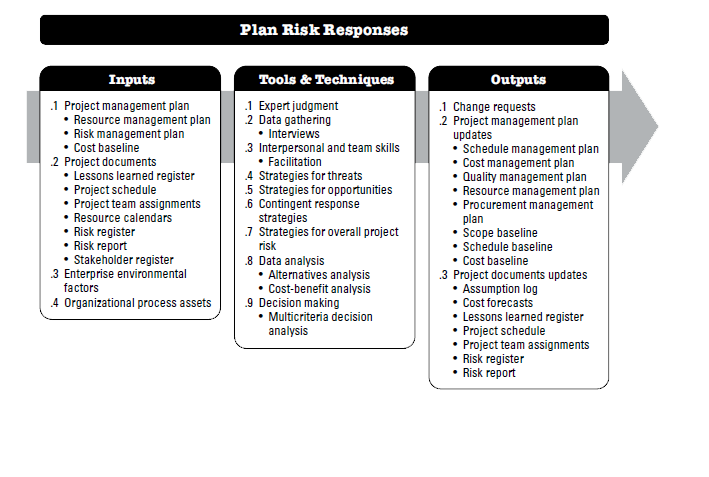 Plan Risk Responses
Inputs
.1 Project management plan
• Resource management plan
• Risk management plan
• Cost baseline
.2 Project documents
• Lessons learned register
• Project schedule
• Project team assignments
• Resource calendars
• Risk register
• Risk report
• Stakeholder register
.3 Enterprise environmental
factors
.4 Organizational process assets
Tools & Techniques
.1 Expert judgment
.2 Data gathering
• Interviews
.3 Interpersonal and team skills
• Facilitation
.4 Strategies for threats
.5 Strategies for opportunities
.6 Contingent response
strategies
.7 Strategies for overall project
risk
.8 Data analysis
• Alternatives analysis
• Cost-benefit analysis
.9 Decision making
• Multicriteria decision
analysis
Outputs
.1 Change requests
.2 Project management plan
updates
• Schedule management plan
• Cost management plan
• Quality management plan
• Resource management plan
• Procurement management
plan
• Scope baseline
• Schedule baseline
• Cost baseline
.3 Project documents updates
• Assumption log
• Cost forecasts
• Lessons learned register
• Project schedule
• Project team assignments
• Risk register
• Risk report